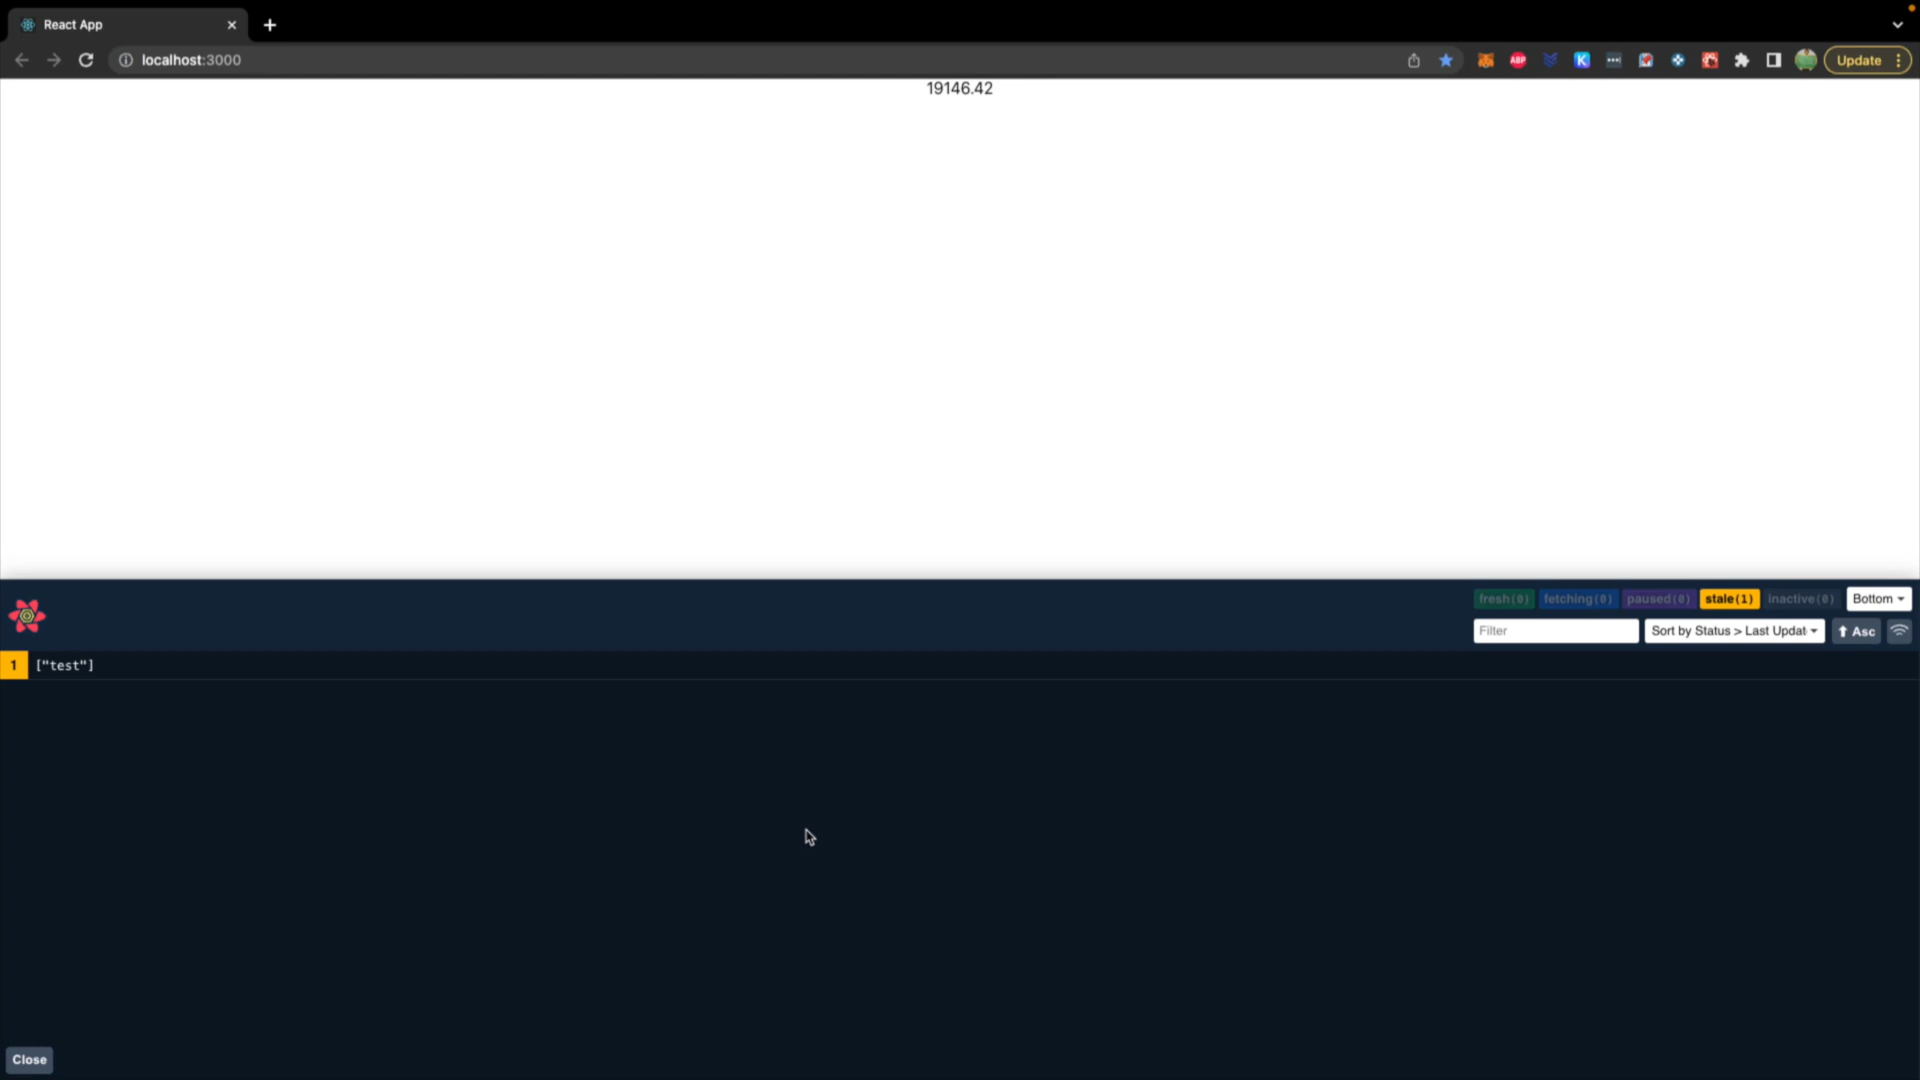 React App
localhost:3000
ABP
K
Update
19146.42
fresh(0) fetching(0) paused(0) stale(1) inactive(0) Bottom
Filter Sort by Status > Last Updat Asc
1 ["test"]
Close